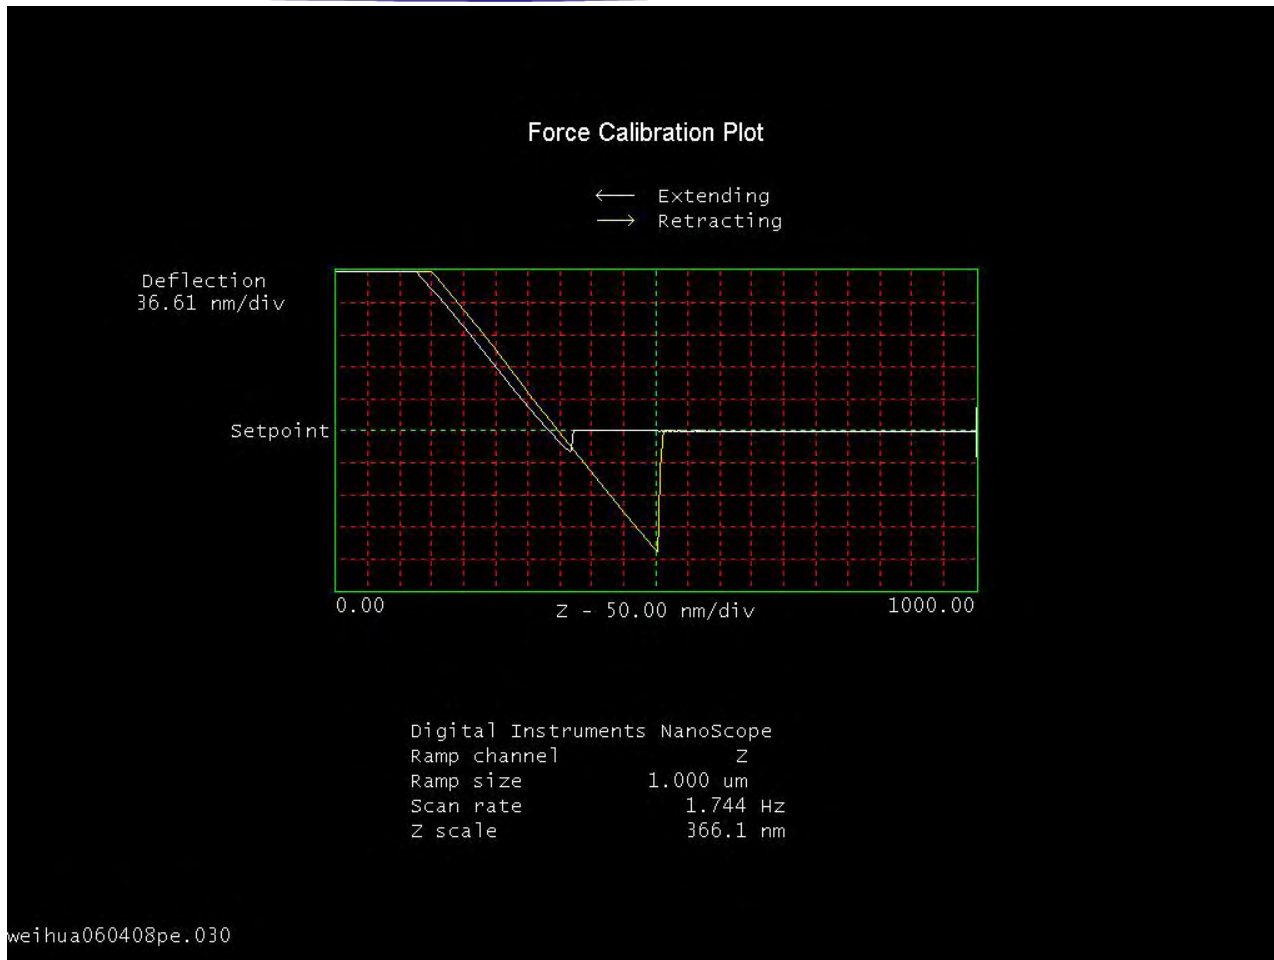 Force Calibration Plot
Extending
Retracting
Deflection
36.61 nm/div
Setpoint
0.00
Z - 50.00 nm/div
1000.00
Digital Instruments NanoScope
Ramp channel Z
Ramp size 1.000 um
Scan rate 1.744 Hz
Z scale 366.1 nm
weihua060408pe.030